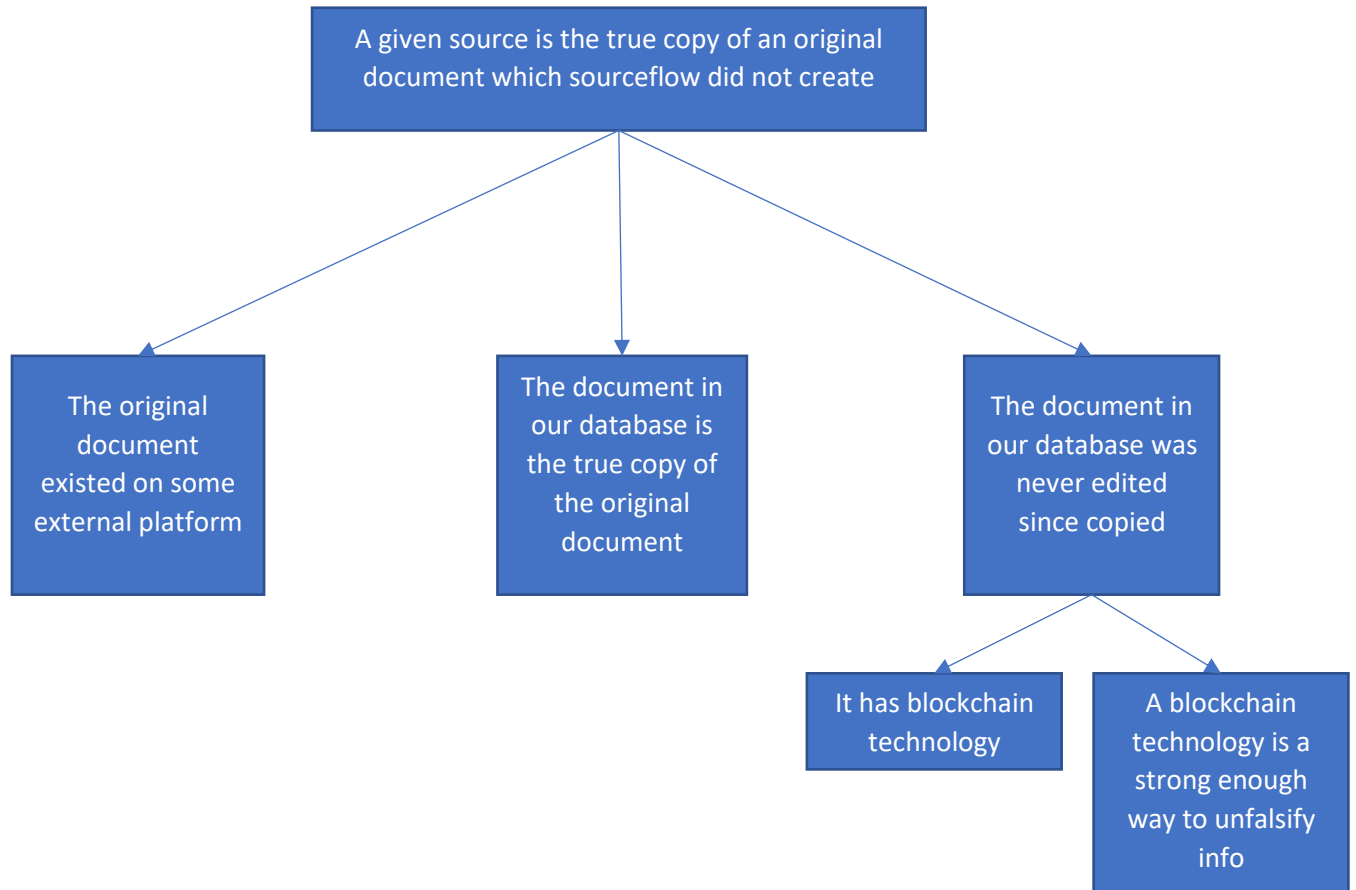 A given source is the true copy of an original
document which sourceflow did not create
The original
document
existed on some
external platform
The document in
our database is
the true copy of
the original
document
The document in
our database was
never edited
since copied
It has blockchain
technology
A blockchain
technology is a
strong enough
way to unfalsify
info